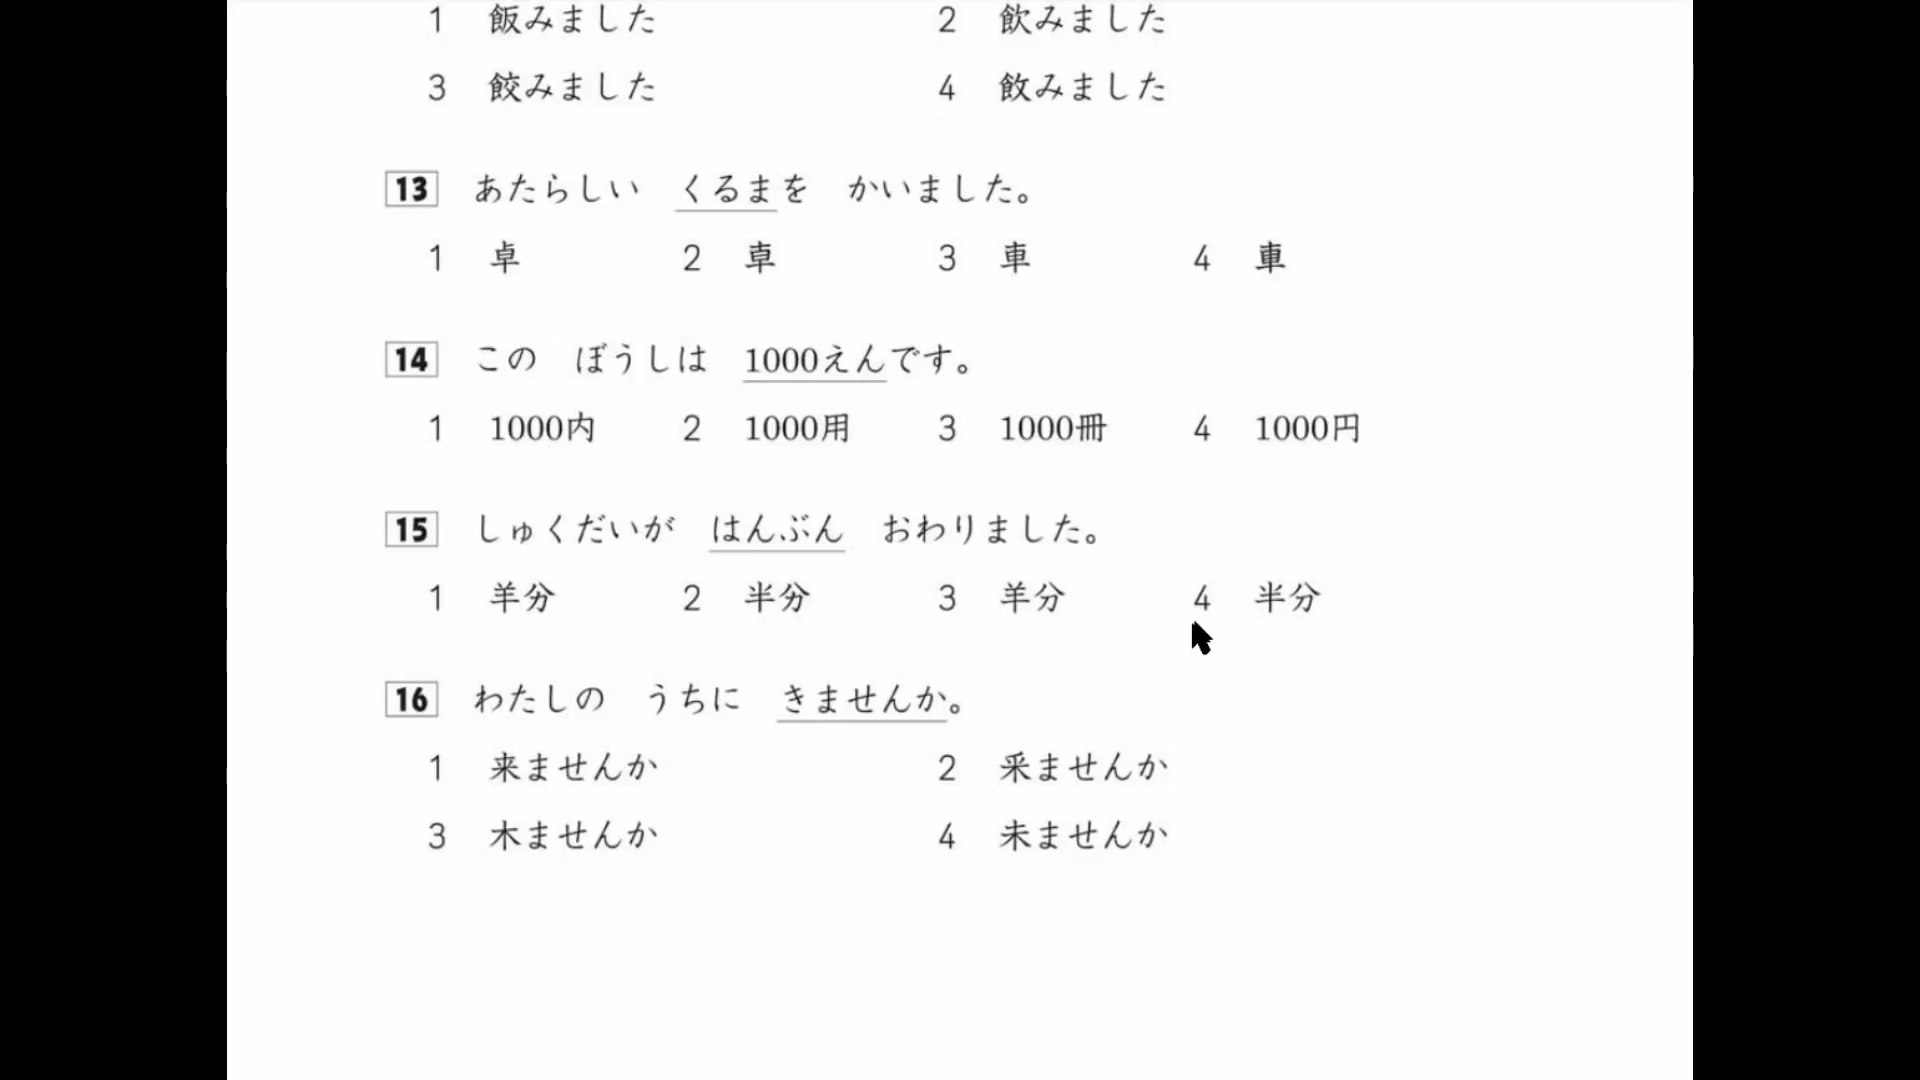 1 飯みました 2 飲みました
3 餃みました 4 飮みました
13 あたらしい くるまを かいました。
1 卓 2 𠦝 3 車 4 ​
14 この ぼうしは 1000えんです。
1 1000内 2 1000用 3 1000冊 4 1000円
15 しゅくだいが はんぶん おわりました。
1 羊分 2 半分 3 羊分 4 半分
16 わたしの うちに きませんか。
1 来ませんか 2 采ませんか
3 木ませんか 4 未ませんか